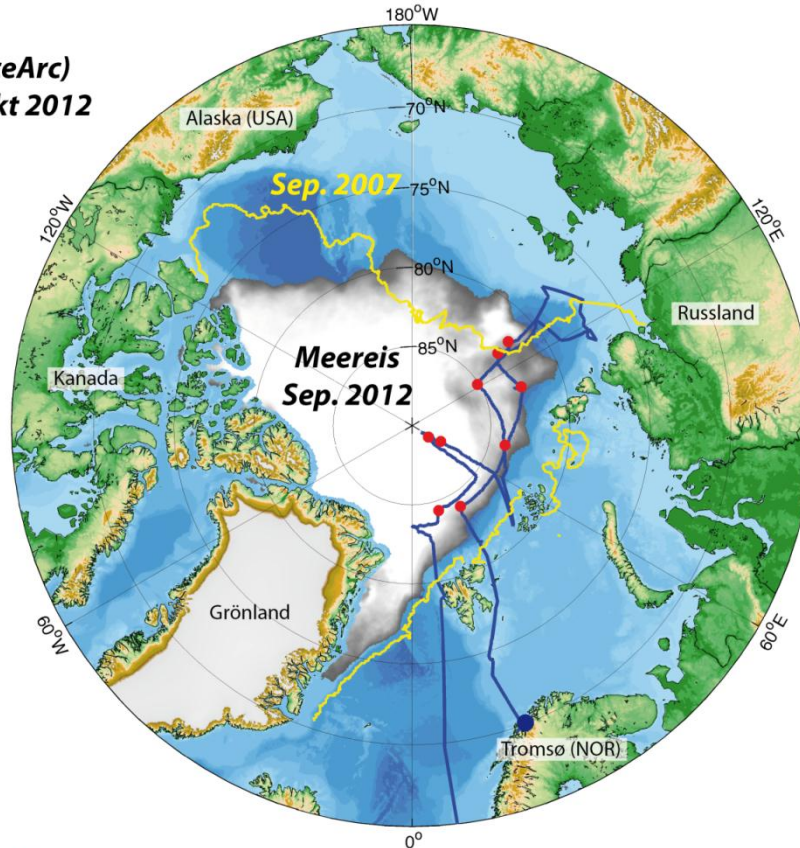 180°W
eArc)
kt 2012
70°N
Alaska (USA)
Sep. 2007
75°N
120°W
120°E
80°N
Russland
85°N
Meereis
Sep. 2012
Kanada
Grönland
60°W
60°E
Tromsø (NOR)
0°